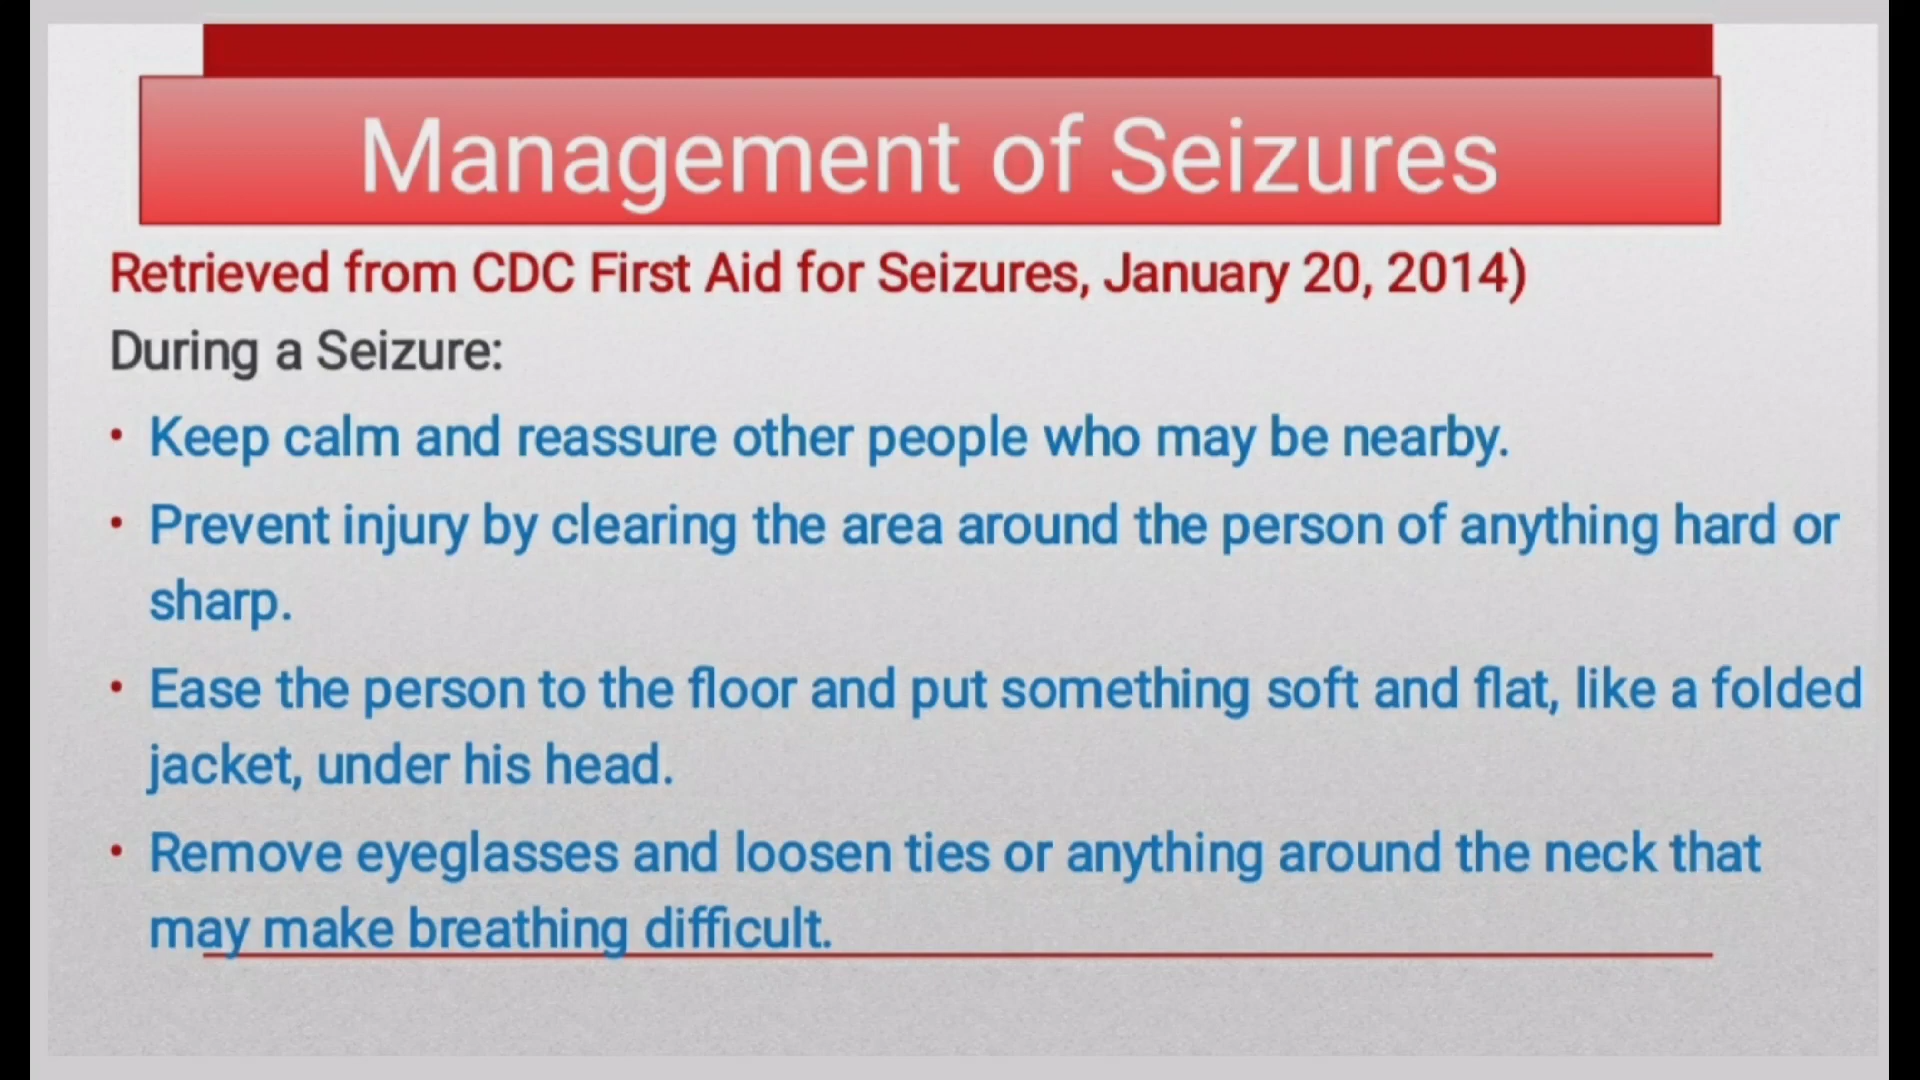 Management of Seizures
Retrieved from CDC First Aid for Seizures, January 20, 2014)
During a Seizure:
• Keep calm and reassure other people who may be nearby.
• Prevent injury by clearing the area around the person of anything hard or
sharp.
• Ease the person to the floor and put something soft and flat, like a folded
jacket, under his head.
• Remove eyeglasses and loosen ties or anything around the neck that
may make breathing difficult.